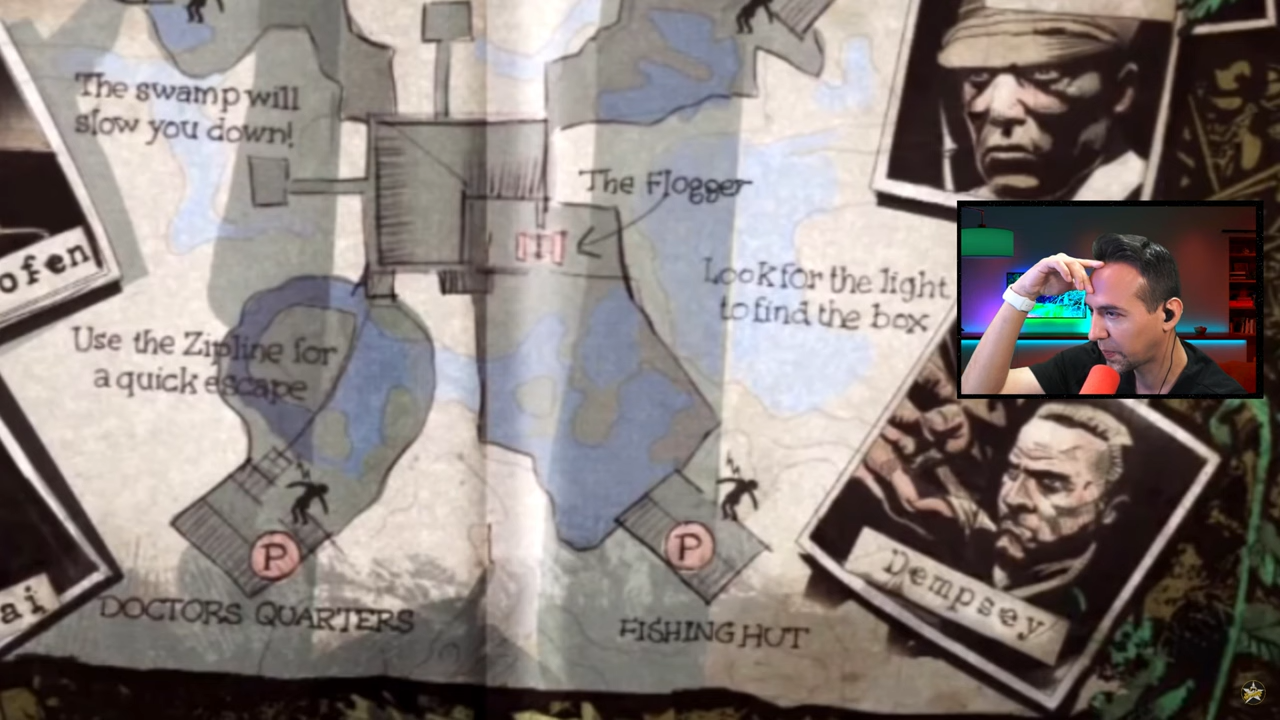 The swamp will
slow you down!
The Flogger
Look for the light
to find the box
ofen
Use the Zipline for
a quick escape
P
P
Dempsey
ai
DOCTORS QUARTERS
FISHING HUT